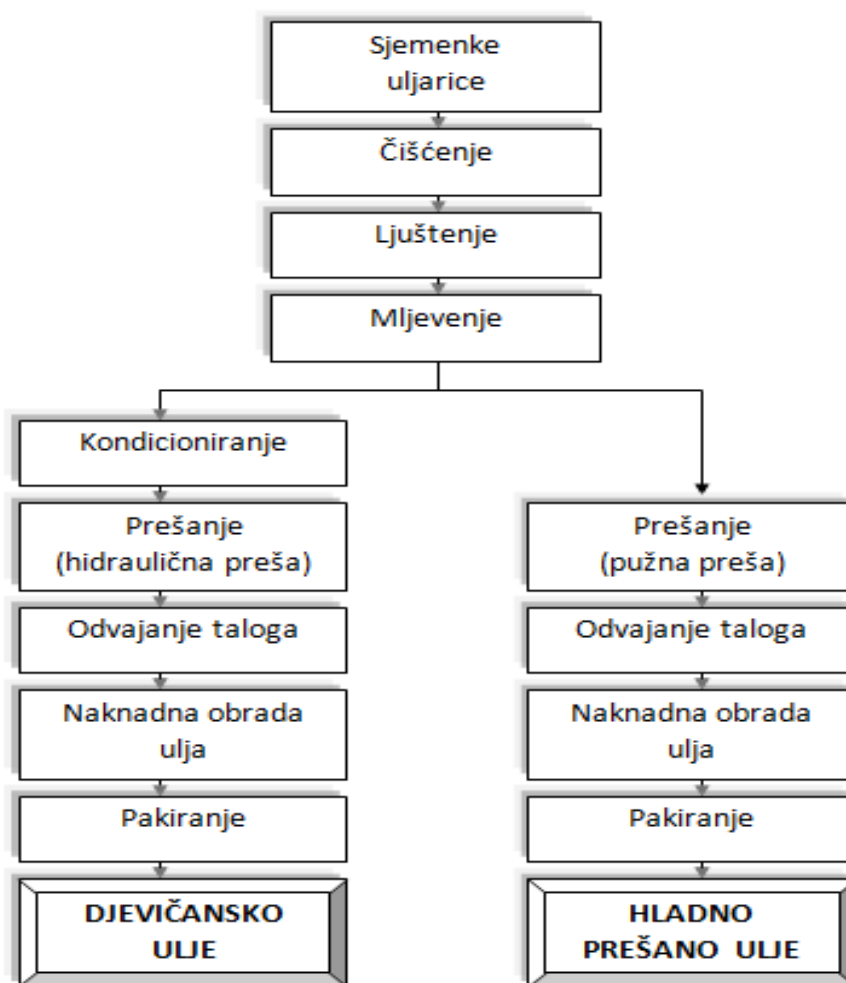 Sjemenke
uljarice
Čišćenje
Ljuštenje
Mljevenje
Kondicioniranje
Prešanje
(hidraulična preša)
Odvajanje taloga
Naknadna obrada
ulja
Pakiranje
DJEVIČANSKO
ULJE
Prešanje
(pužna preša)
Odvajanje taloga
Naknadna obrada
ulja
Pakiranje
HLADNO
PREŠANO ULJE